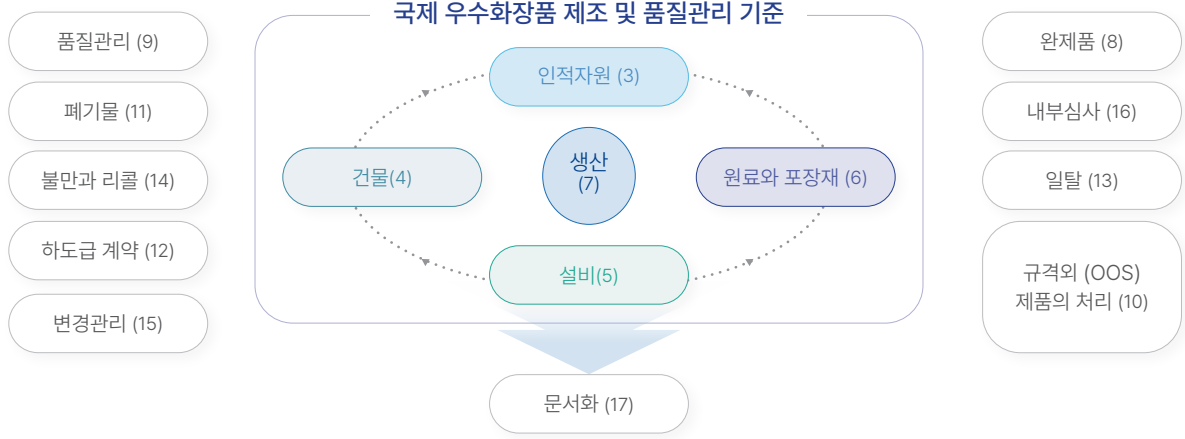 국제 우수화장품 제조 및 품질관리 기준
품질관리 (9)
폐기물 (11)
불만과 리콜 (14)
하도급 계약 (12)
변경관리 (15)
인적자원 (3)
건물(4)
생산
(7)
원료와 포장재 (6)
설비(5)
문서화 (17)
완제품 (8)
내부심사 (16)
일탈 (13)
규격외 (OOS)
제품의 처리 (10)